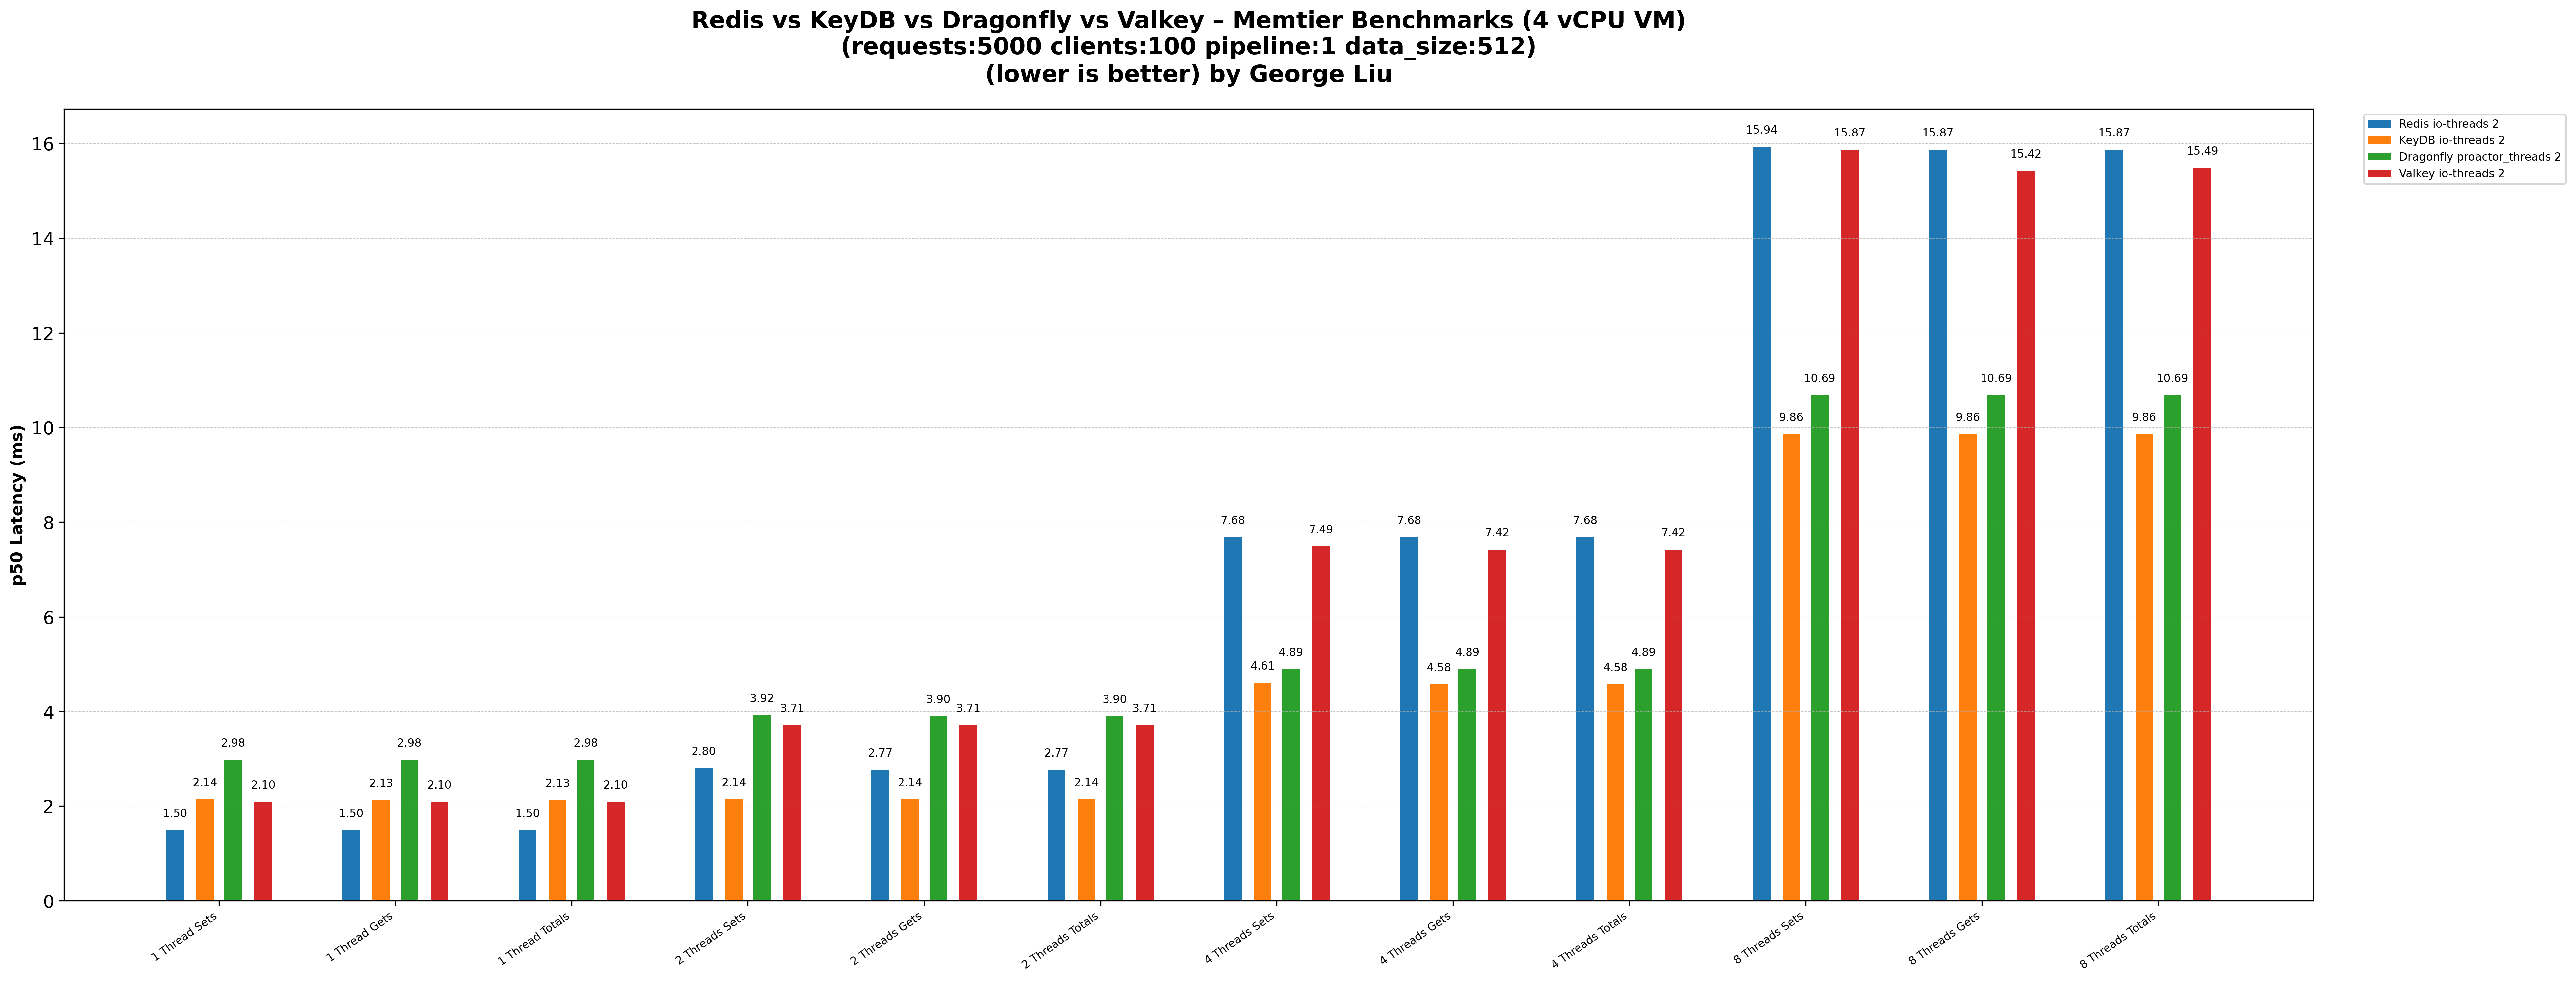 Redis vs KeyDB vs Dragonfly vs Valkey – Memtier Benchmarks (4 vCPU VM)
(requests:5000 clients:100 pipeline:1 data_size:512)
(lower is better) by George Liu
Redis io-threads 2
KeyDB io-threads 2
Dragonfly proactor_threads 2
Valkey io-threads 2
p50 Latency (ms)
16
14
12
10
8
6
4
2
0
1.50 2.14 2.98 2.10
1.50 2.13 2.98 2.10
1.50 2.13 2.98 2.10
2.80 2.14 3.92 3.71
2.77 2.14 3.90 3.71
2.77 2.14 3.90 3.71
7.68 4.61 4.89 7.49
7.68 4.58 4.89 7.42
7.68 4.58 4.89 7.42
15.94 9.86 10.69 15.87
15.87 9.86 10.69 15.42
15.87 9.86 10.69 15.49
1 Thread Sets
1 Thread Gets
1 Thread Totals
2 Threads Sets
2 Threads Gets
2 Threads Totals
4 Threads Sets
4 Threads Gets
4 Threads Totals
8 Threads Sets
8 Threads Gets
8 Threads Totals